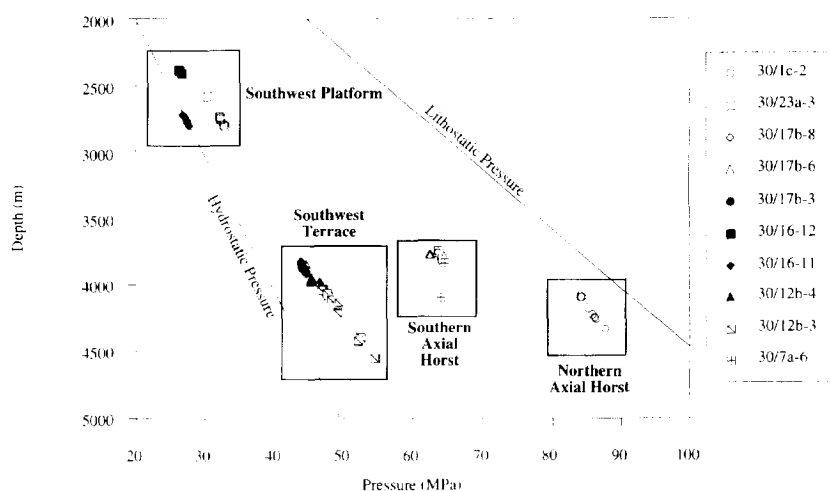 2000
2500
3000
3500
4000
4500
5000
Depth (m)
20
30
40
50
60
70
80
90
100
Pressure (MPa)
Southwest Platform
Lithostatic Pressure
Hydrostatic Pressure
Southwest
Terrace
Southern
Axial
Horst
Northern
Axial Horst
30/1c-2
30/23a-3
30/17b-8
30/17b-6
30/17b-3
30/16-12
30/16-11
30/12b-4
30/12b-3
30/7a-6